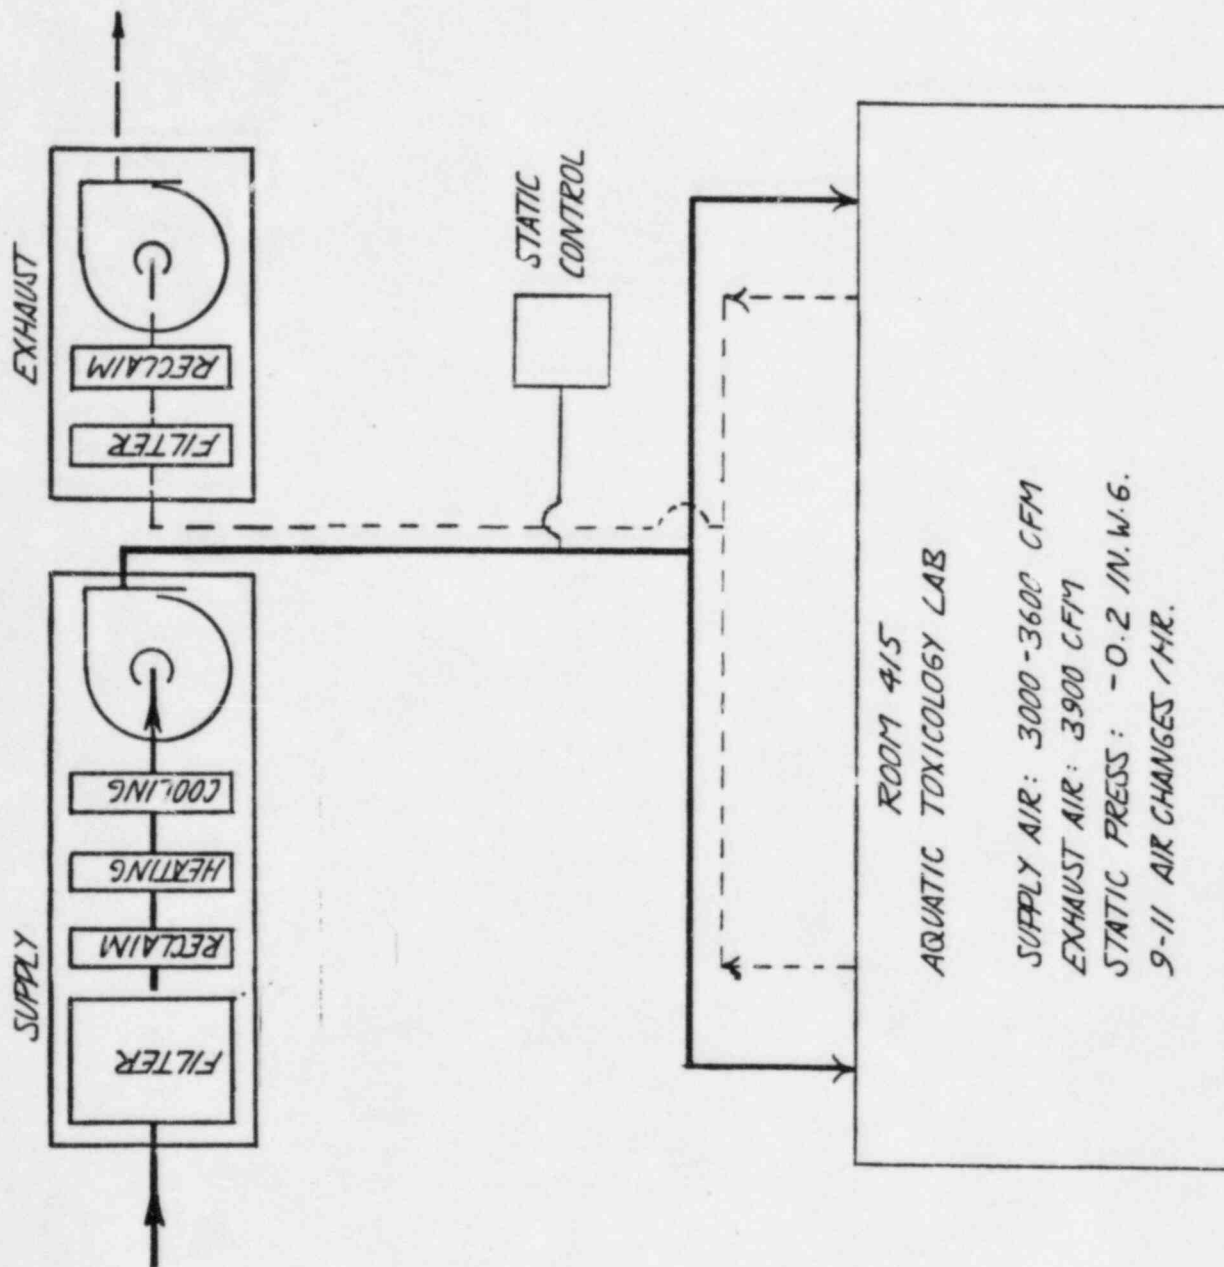 SUPPLY
FILTER
RECLAIM
HEATING
COOLING
EXHAUST
FILTER
RECLAIM
STATIC
CONTROL
ROOM 415
AQUATIC TOXICOLOGY LAB
SUPPLY AIR: 3000-3600 CFM
EXHAUST AIR: 3900 CFM
STATIC PRESS: -0.2 IN.W.G.
9-11 AIR CHANGES/HR.